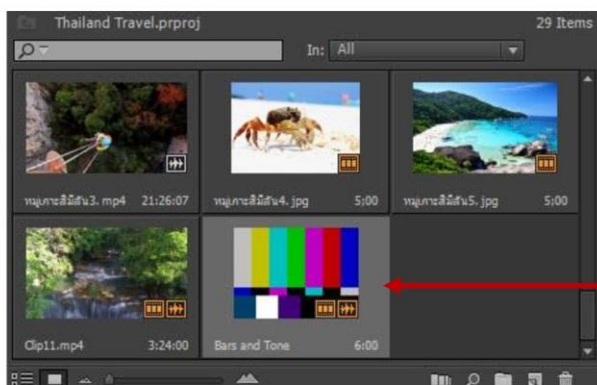 Thailand Travel.prproj 29 Items
In: All
หมู่เกาะสิมิลัน3.mp4 21:26:07
หมู่เกาะสิมิลัน4.jpg 5:00
หมู่เกาะสิมิลัน5.jpg 5:00
Clip11.mp4 3:24:00
Bars and Tone 6:00